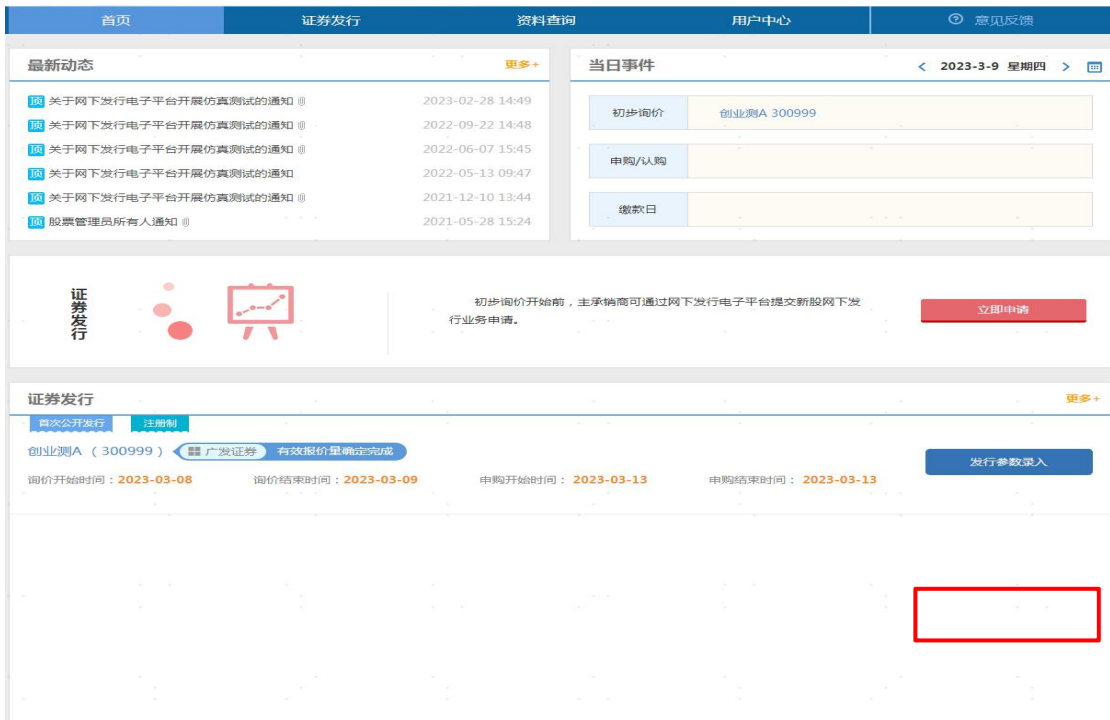 首页 证券发行 资料查询 用户中心 意见反馈
最新动态 更多+
顶 关于网下发行电子平台开展仿真测试的通知 2023-02-28 14:49
顶 关于网下发行电子平台开展仿真测试的通知 2022-09-22 14:48
顶 关于网下发行电子平台开展仿真测试的通知 2022-06-07 15:45
顶 关于网下发行电子平台开展仿真测试的通知 2022-05-13 09:47
顶 关于网下发行电子平台开展仿真测试的通知 2021-12-10 13:44
顶 股票管理员所有人通知 2021-05-28 15:24
当日事件 < 2023-3-9 星期四 >
初步询价 创业测A 300999
申购/认购
缴款日
证券发行
初步询价开始前，主承销商可通过网下发行电子平台提交新股网下发
行业务申请。
立即申请
证券发行 更多+
首次公开发行 注册制
创业测A （300999） 广发证券 有效报价量确定完成
询价开始时间：2023-03-08 询价结束时间：2023-03-09 申购开始时间： 2023-03-13 申购结束时间： 2023-03-13
发行参数录入